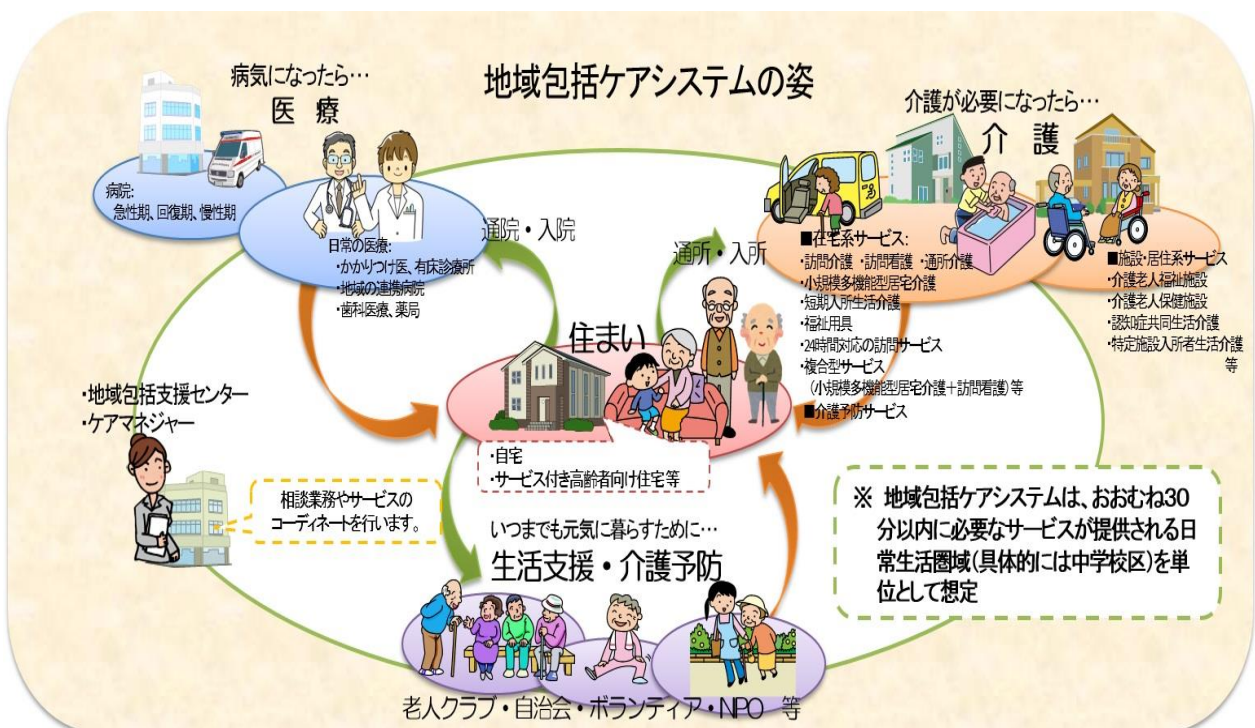 地域包括ケアシステムの姿
病気になったら…
医 療
病院:
急性期、回復期、慢性期
日常の医療:
・かかりつけ医、有床診療所
・地域の連携病院
・歯科医療、薬局
通院・入院
通所・入所
介護が必要になったら…
介 護
■在宅系サービス:
・訪問介護 ・訪問看護 ・通所介護
・小規模多機能型居宅介護
・短期入所生活介護
・福祉用具
・24時間対応の訪問サービス
・複合型サービス
(小規模多機能型居宅介護+訪問看護)等
■介護予防サービス
■施設・居住系サービス
・介護老人福祉施設
・介護老人保健施設
・認知症共同生活介護
・特定施設入所者生活介護
等
住まい
・自宅
・サービス付き高齢者向け住宅等
・地域包括支援センター
・ケアマネジャー
相談業務やサービスの
コーディネートを行います。
いつまでも元気に暮らすために…
生活支援・介護予防
老人クラブ・自治会・ボランティア・NPO 等
※ 地域包括ケアシステムは、おおむね30
分以内に必要なサービスが提供される日
常生活圏域(具体的には中学校区)を単
位として想定